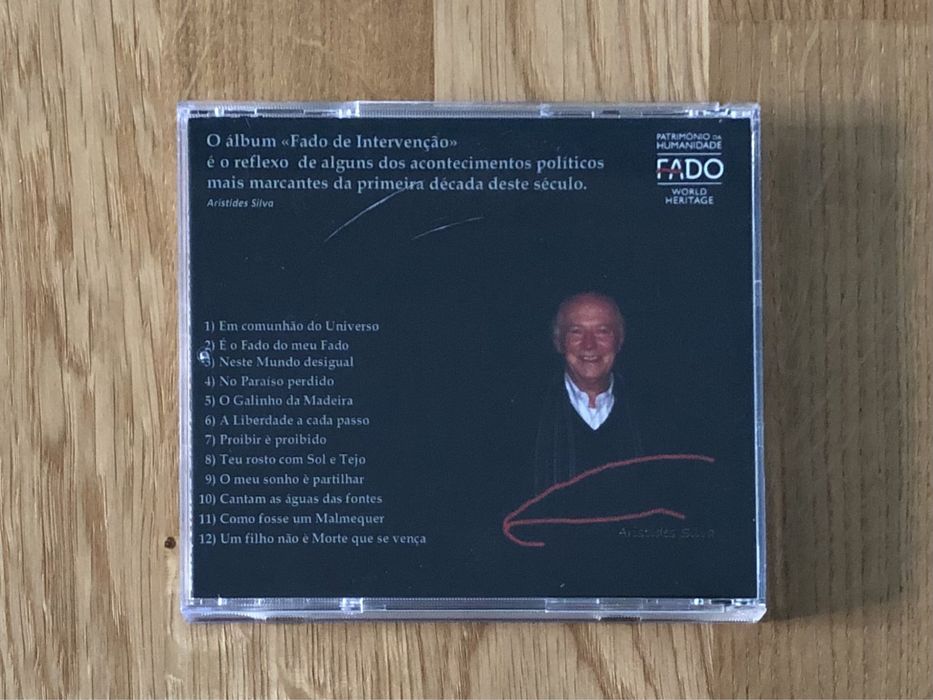 O álbum «Fado de Intervenção»
é o reflexo de alguns dos acontecimentos políticos
mais marcantes da primeira década deste século.
Aristides Silva
PATRIMÓNIO DA
HUMANIDADE
FADO
WORLD
HERITAGE
1) Em comunhão do Universo
2) É o Fado do meu Fado
3) Neste Mundo desigual
4) No Paraíso perdido
5) O Galinho da Madeira
6) A Liberdade a cada passo
7) Proibir è proibido
8) Teu rosto com Sol e Tejo
9) O meu sonho è partilhar
10) Cantam as águas das fontes
11) Como fosse um Malmequer
12) Um filho não è Morte que se vença
Aristides Silva